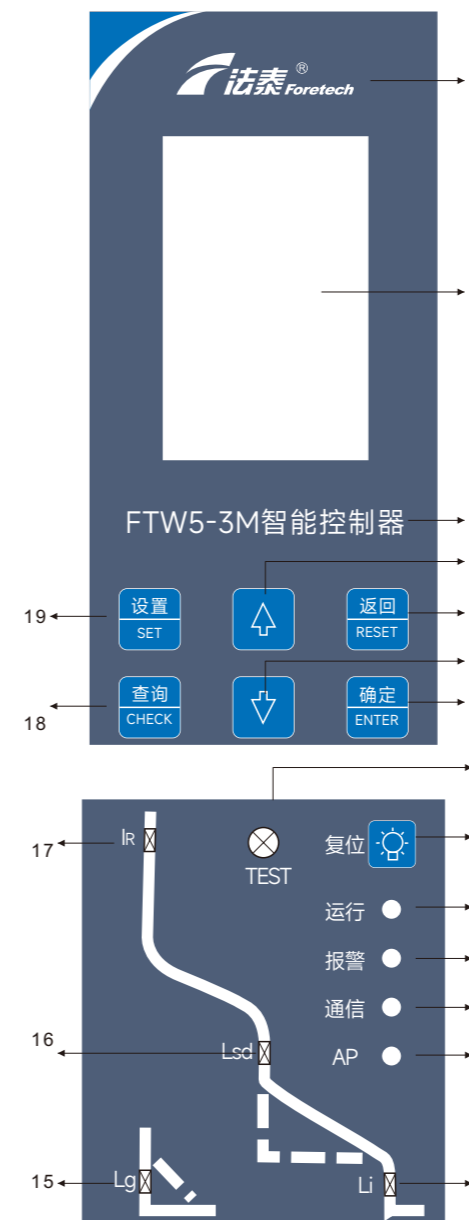 法泰® Foretech
FTW5-3M智能控制器
19
设置
SET
返回
RESET
18
查询
CHECK
确定
ENTER
17
IR
TEST
复位
运行
报警
通信
16
Lsd
AP
15
Lg
Li